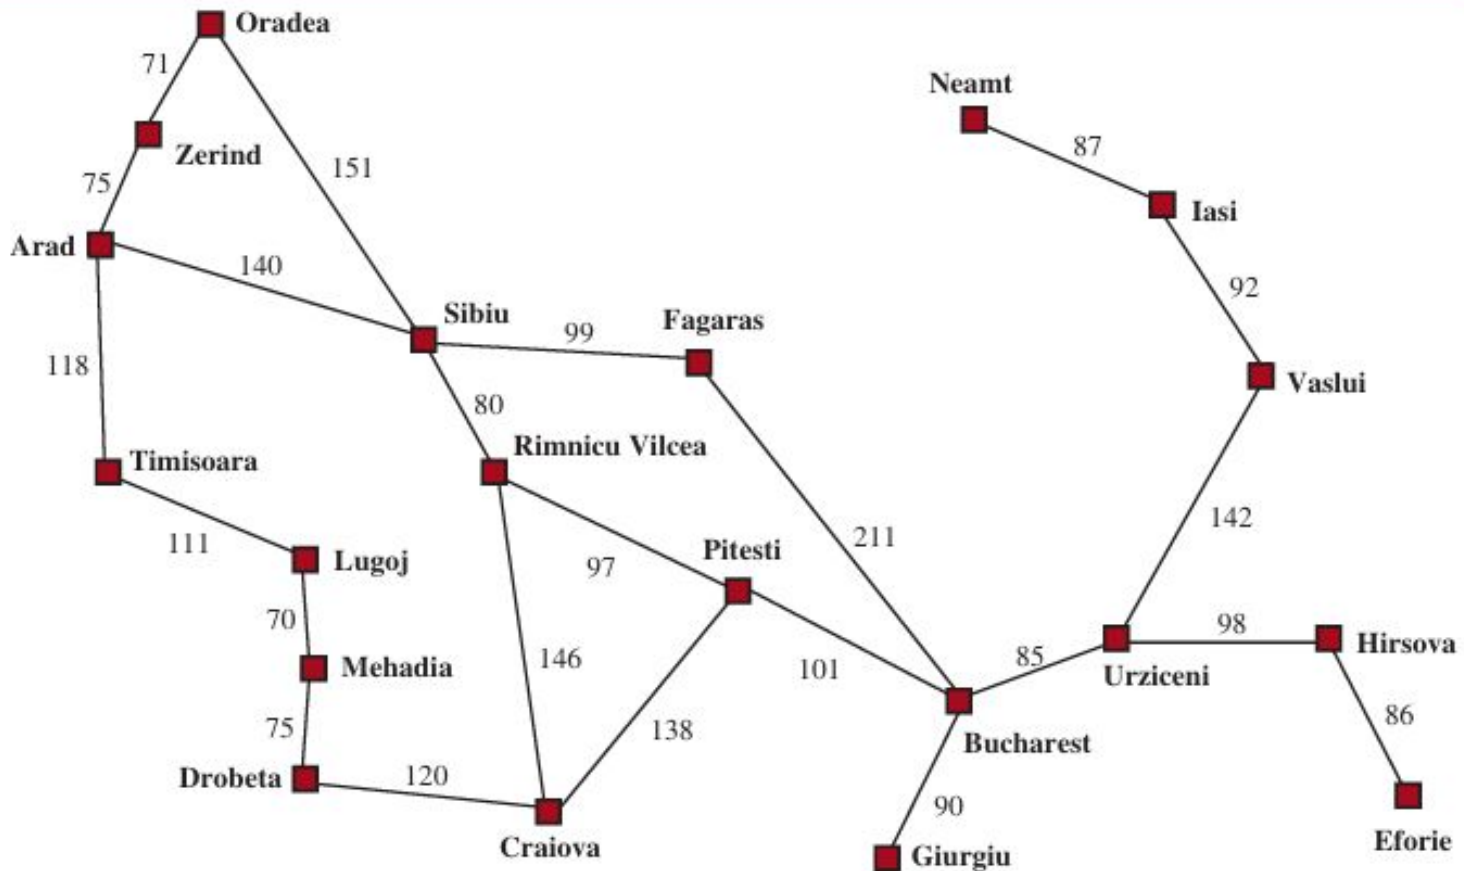 Oradea
71
Neamt
87
Zerind
151
75
Iasi
Arad
140
92
Sibiu
Fagaras
99
118
Vaslui
80
Rimnicu Vilcea
Timisoara
142
111
211
Pitesti
Lugoj
97
70
98
Hirsova
146
85
Mehadia
101
Urziceni
86
75
138
Bucharest
Drobeta
120
90
Eforie
Craiova
Giurgiu